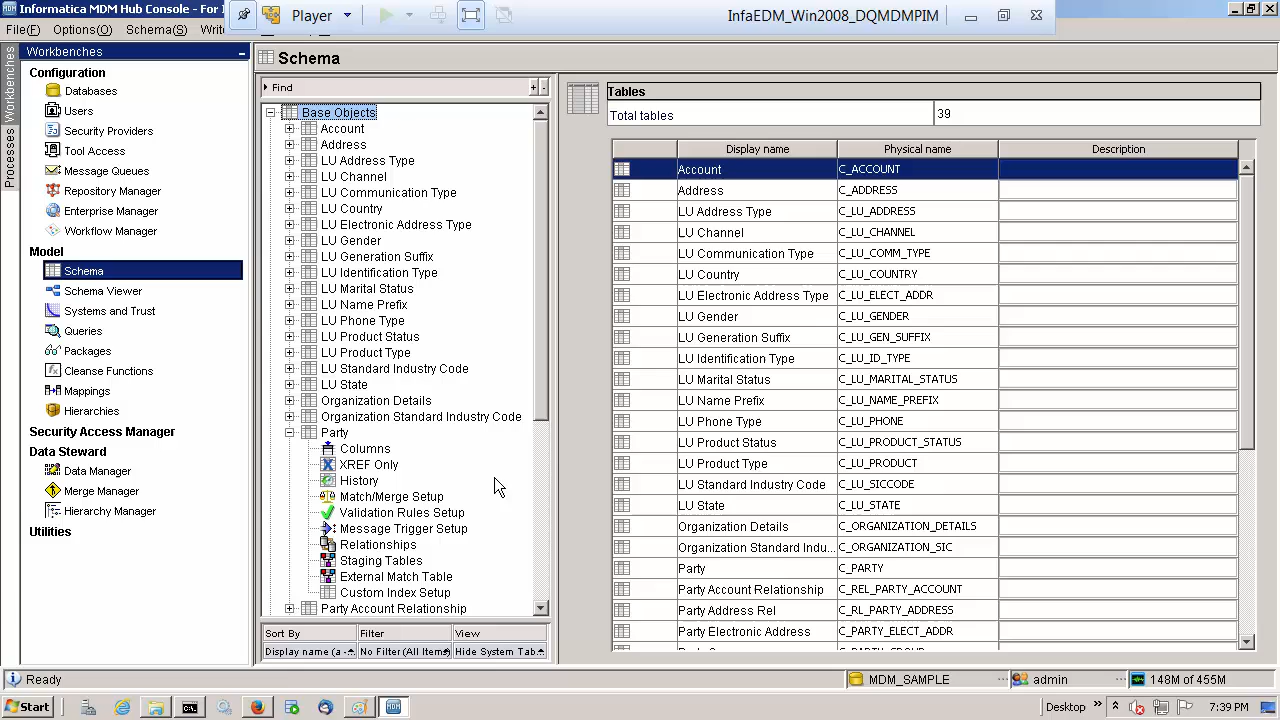 Informatica MDM Hub Console - For I
Player
InfaEDM_Win2008_DQMDMPIM
File(F) Options(O) Schema(S) Writ
Workbenches
Processes
Workbenches
Configuration
Databases
Users
Security Providers
Tool Access
Message Queues
Repository Manager
Enterprise Manager
Workflow Manager
Model
Schema
Schema Viewer
Systems and Trust
Queries
Packages
Cleanse Functions
Mappings
Hierarchies
Security Access Manager
Data Steward
Data Manager
Merge Manager
Hierarchy Manager
Utilities
Schema
Find
+ -
Base Objects
Account
Address
LU Address Type
LU Channel
LU Communication Type
LU Country
LU Electronic Address Type
LU Gender
LU Generation Suffix
LU Identification Type
LU Marital Status
LU Name Prefix
LU Phone Type
LU Product Status
LU Product Type
LU Standard Industry Code
LU State
Organization Details
Organization Standard Industry Code
Party
Columns
XREF Only
History
Match/Merge Setup
Validation Rules Setup
Message Trigger Setup
Relationships
Staging Tables
External Match Table
Custom Index Setup
Party Account Relationship
Sort By Filter View
Display name (a - No Filter (All Items) Hide System Tab
Tables
Total tables 39
Display name Physical name Description
Account C_ACCOUNT
Address C_ADDRESS
LU Address Type C_LU_ADDRESS
LU Channel C_LU_CHANNEL
LU Communication Type C_LU_COMM_TYPE
LU Country C_LU_COUNTRY
LU Electronic Address Type C_LU_ELECT_ADDR
LU Gender C_LU_GENDER
LU Generation Suffix C_LU_GEN_SUFFIX
LU Identification Type C_LU_ID_TYPE
LU Marital Status C_LU_MARITAL_STATUS
LU Name Prefix C_LU_NAME_PREFIX
LU Phone Type C_LU_PHONE
LU Product Status C_LU_PRODUCT_STATUS
LU Product Type C_LU_PRODUCT
LU Standard Industry Code C_LU_SICCODE
LU State C_LU_STATE
Organization Details C_ORGANIZATION_DETAILS
Organization Standard Indu... C_ORGANIZATION_SIC
Party C_PARTY
Party Account Relationship C_REL_PARTY_ACCOUNT
Party Address Rel C_RL_PARTY_ADDRESS
Party Electronic Address C_PARTY_ELECT_ADDR
Ready
MDM_SAMPLE ... admin ... 148M of 455M
Start
Desktop » 7:39 PM